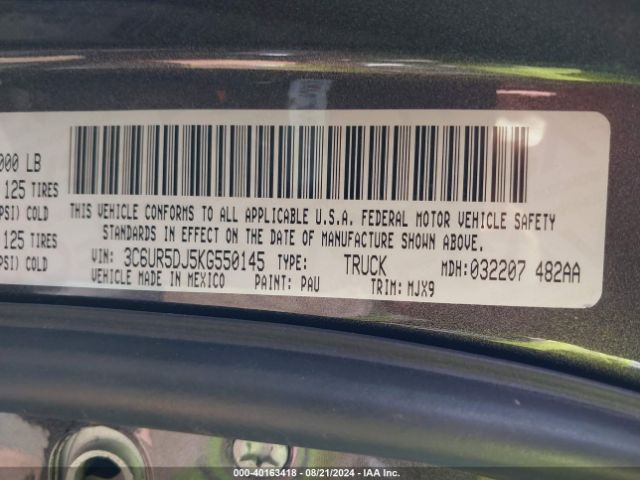 000 LB
125 TIRES
PSI) COLD
125 TIRES
PSI) COLD
THIS VEHICLE CONFORMS TO ALL APPLICABLE U.S.A. FEDERAL MOTOR VEHICLE SAFETY
STANDARDS IN EFFECT ON THE DATE OF MANUFACTURE SHOWN ABOVE.
VIN: 3C6UR5DJ5KG550145 TYPE: TRUCK MDH:032207 482AA
VEHICLE MADE IN MEXICO PAINT: PAU TRIM: MJX9
000-40163418 - 08/21/2024 - IAA Inc.